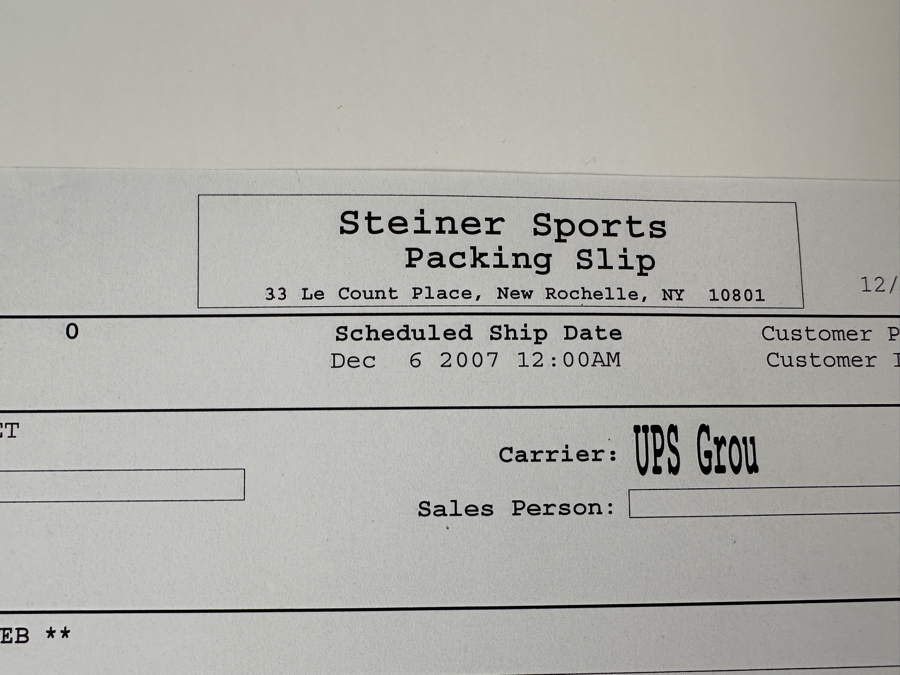 Steiner Sports
Packing Slip
33 Le Count Place, New Rochelle, NY 10801
12/
0 Scheduled Ship Date Customer P
Dec 6 2007 12:00AM Customer I
ET
Carrier: UPS Grou
Sales Person:
EB **